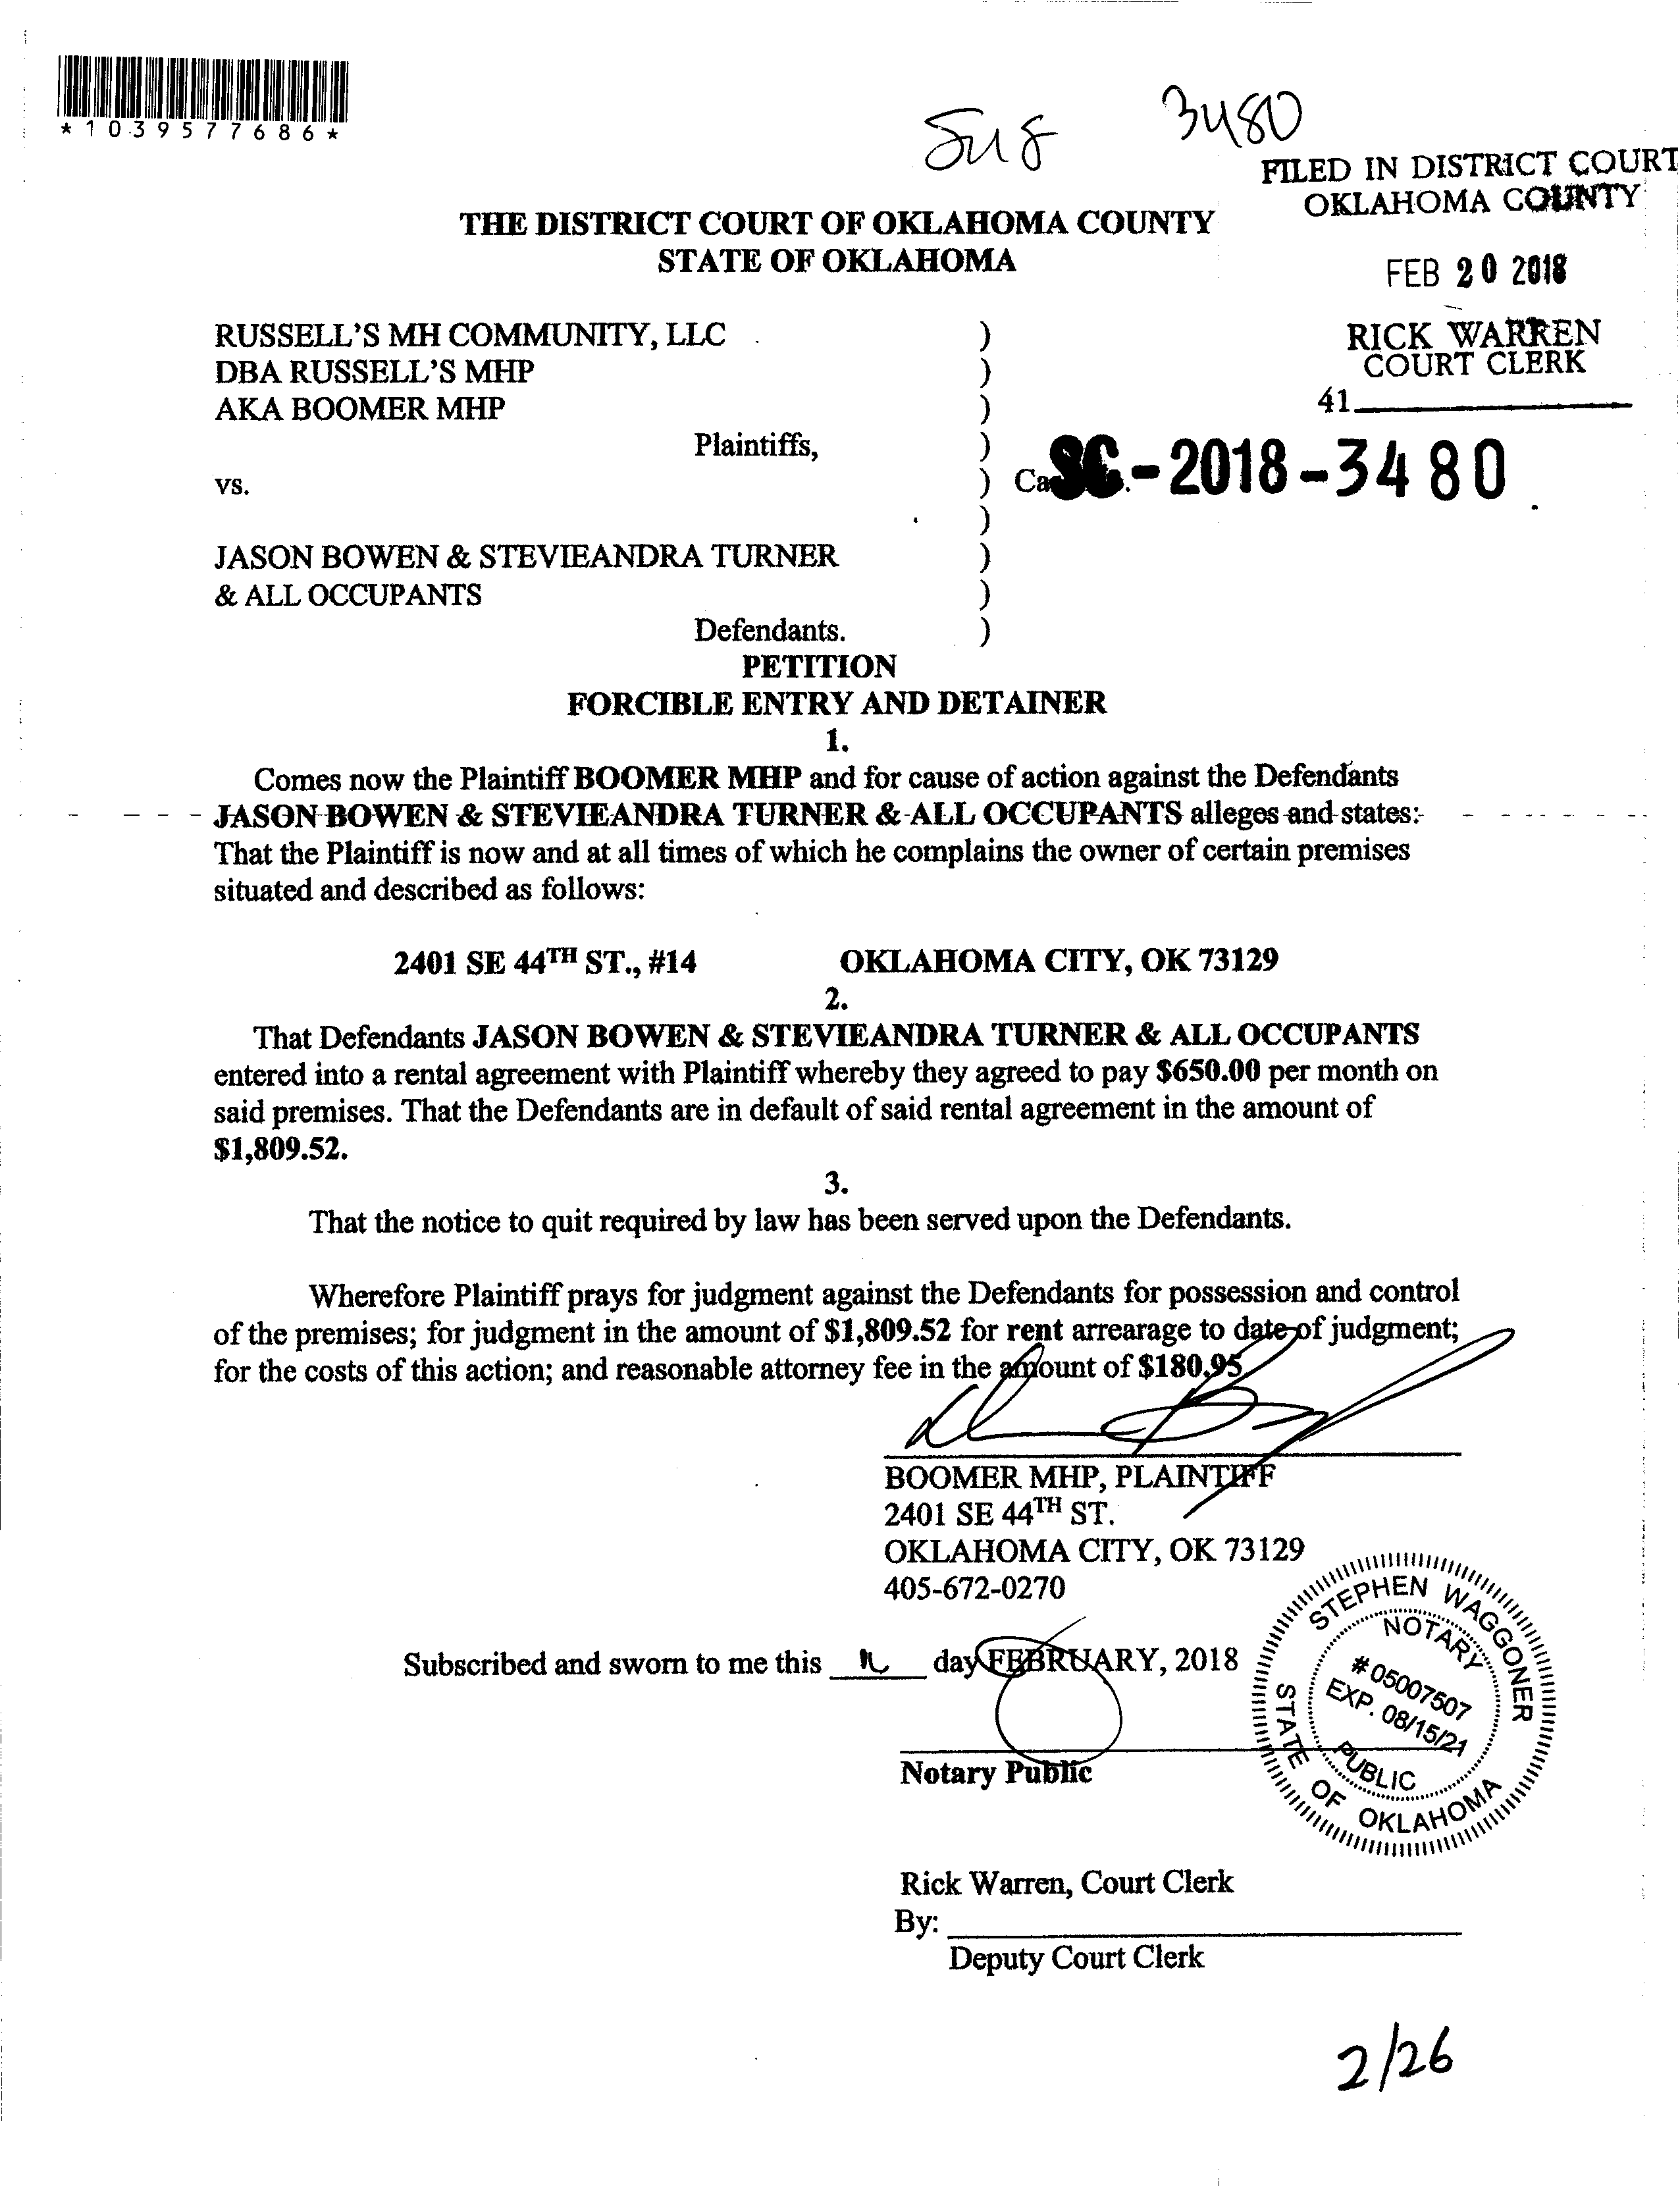 *1039577686*
3480
FILED IN DISTRICT COURT
OKLAHOMA COUNTY
THE DISTRICT COURT OF OKLAHOMA COUNTY
STATE OF OKLAHOMA
FEB 20 2018
RICK WARREN
COURT CLERK
41
RUSSELL'S MH COMMUNITY, LLC )
DBA RUSSELL'S MHP )
AKA BOOMER MHP )
Plaintiffs, )
vs. ) SC-2018-3480
)
JASON BOWEN & STEVIEANDRA TURNER )
& ALL OCCUPANTS )
Defendants. )
PETITION
FORCIBLE ENTRY AND DETAINER
1.
Comes now the Plaintiff BOOMER MHP and for cause of action against the Defendants
JASON BOWEN & STEVIEANDRA TURNER & ALL OCCUPANTS alleges and states:
That the Plaintiff is now and at all times of which he complains the owner of certain premises
situated and described as follows:
2401 SE 44TH ST., #14 OKLAHOMA CITY, OK 73129
2.
That Defendants JASON BOWEN & STEVIEANDRA TURNER & ALL OCCUPANTS
entered into a rental agreement with Plaintiff whereby they agreed to pay $650.00 per month on
said premises. That the Defendants are in default of said rental agreement in the amount of
$1,809.52.
3.
That the notice to quit required by law has been served upon the Defendants.
Wherefore Plaintiff prays for judgment against the Defendants for possession and control
of the premises; for judgment in the amount of $1,809.52 for rent arrearage to date of judgment;
for the costs of this action; and reasonable attorney fee in the amount of $180.95
BOOMER MHP, PLAINTIFF
2401 SE 44TH ST.
OKLAHOMA CITY, OK 73129
405-672-0270
Subscribed and sworn to me this day FEBRUARY, 2018
Notary Public
STEPHEN WAGGONER
NOTARY
# 05007507
EXP. 08/15/21
PUBLIC
STATE OF OKLAHOMA
Rick Warren, Court Clerk
By:
Deputy Court Clerk
2/26